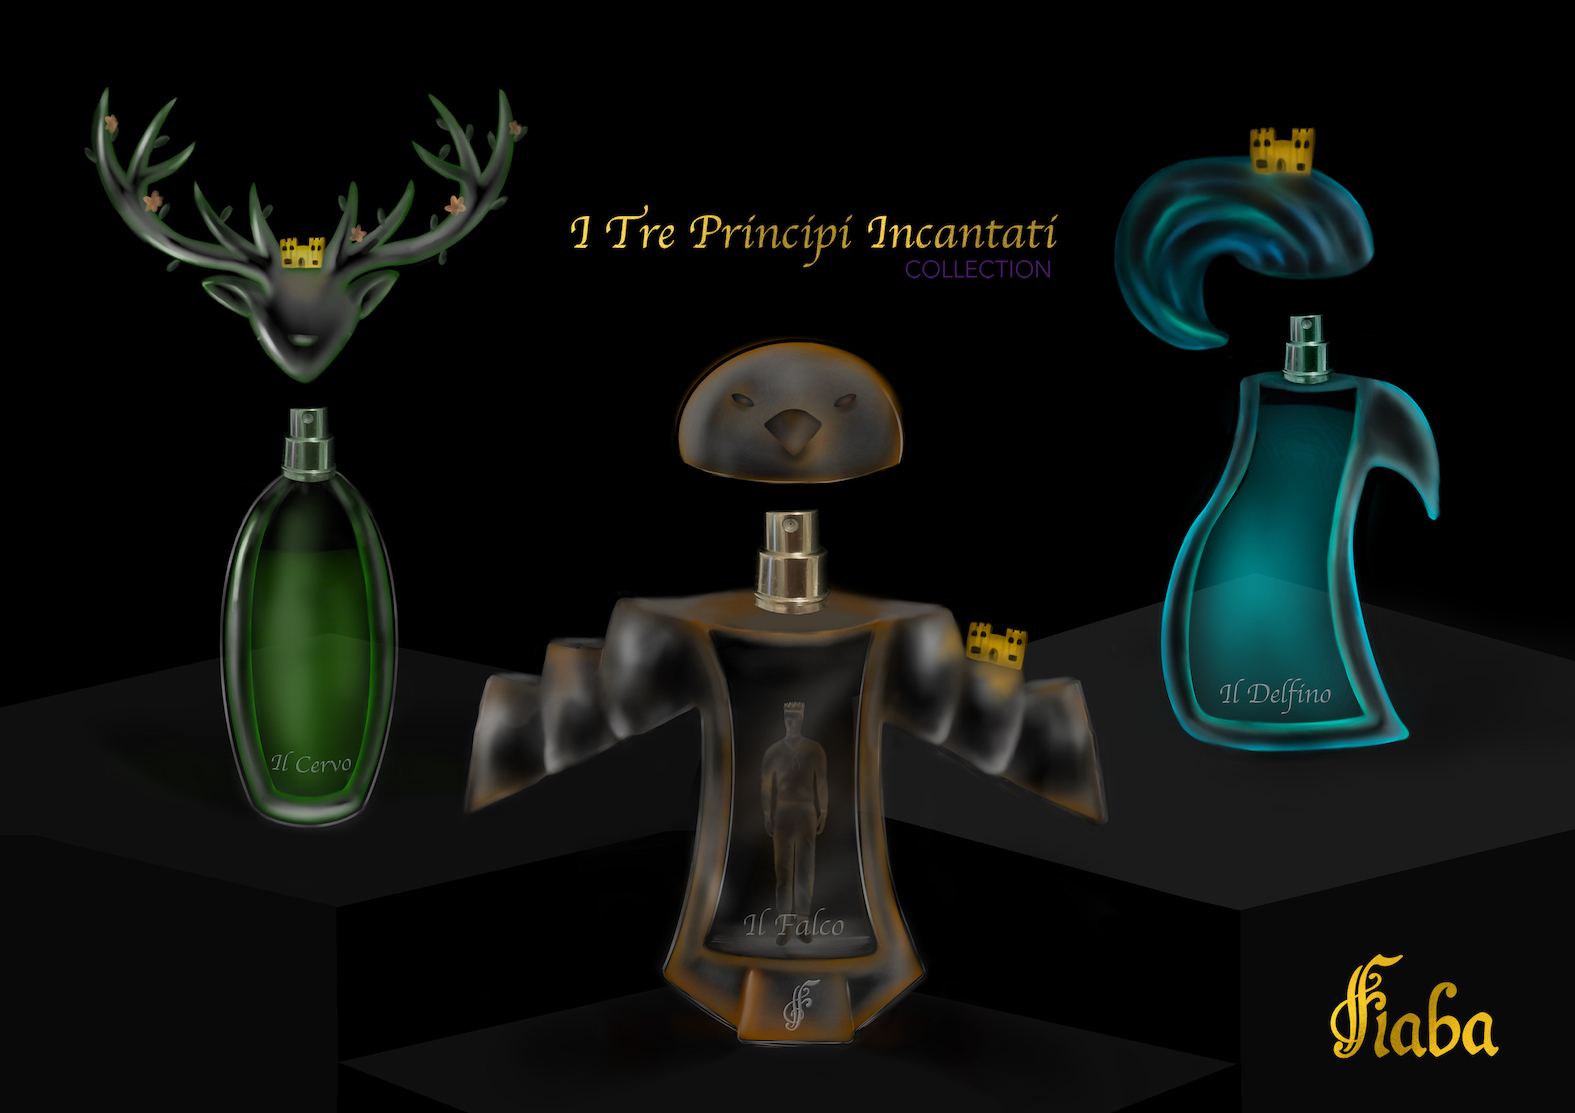 I Tre Principi Incantati
COLLECTION
Il Cervo
Il Falco
F
Il Delfino
Fiaba